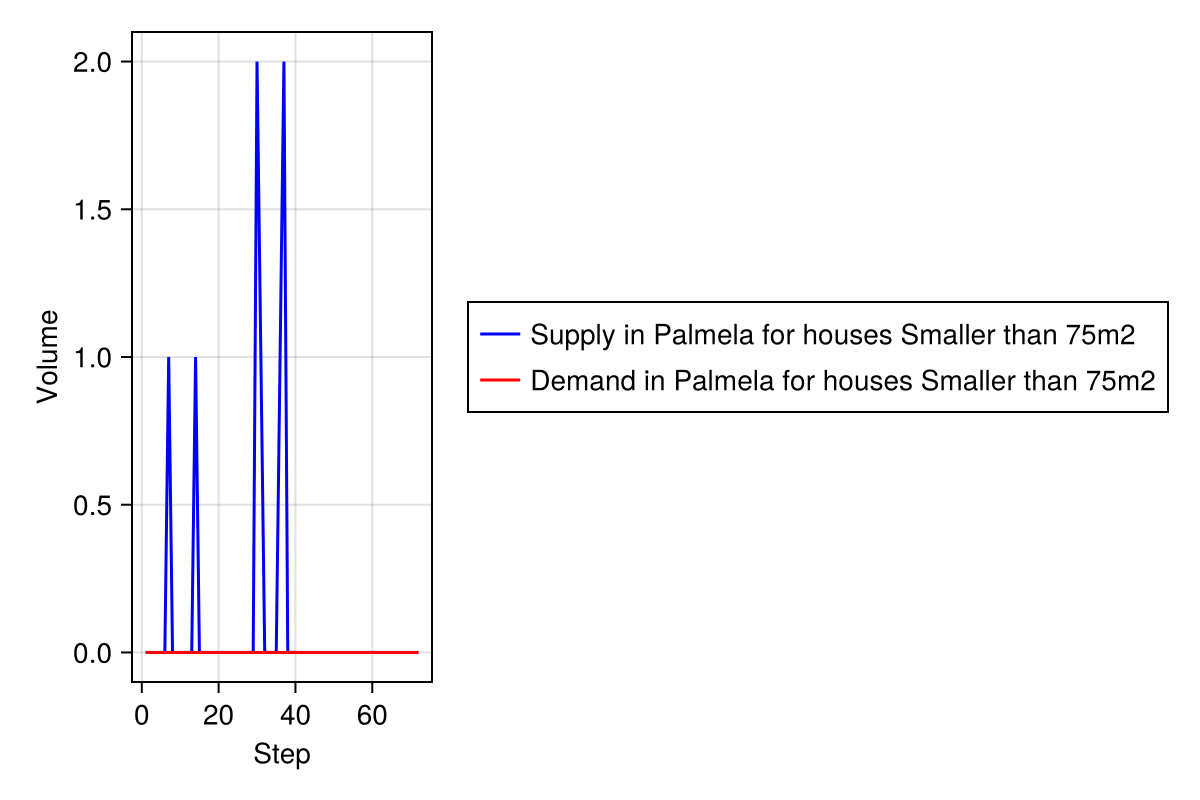 2.0
1.5
1.0
0.5
0.0
Volume
0 20 40 60
Step
Supply in Palmela for houses Smaller than 75m2
Demand in Palmela for houses Smaller than 75m2